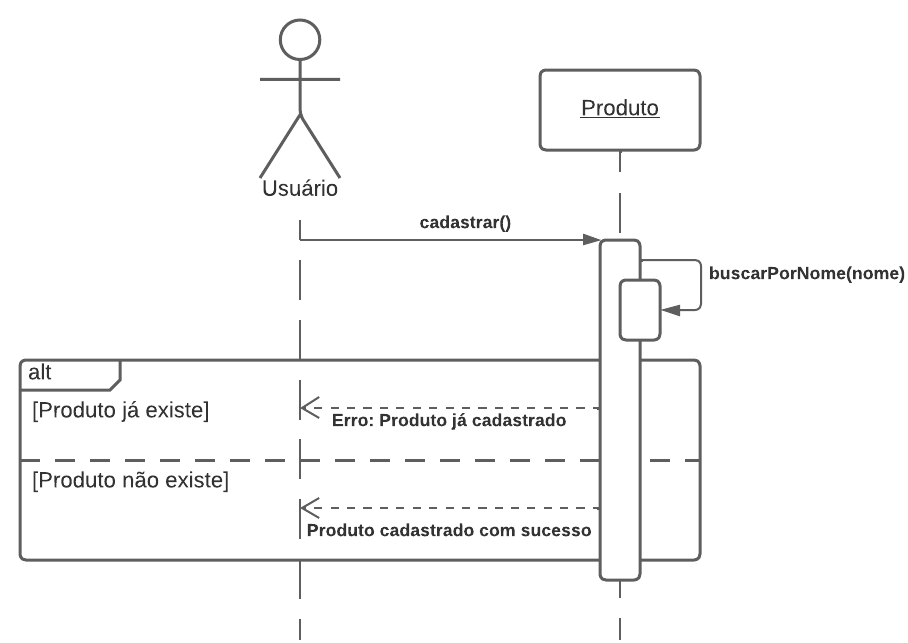 Produto
Usuário
cadastrar()
buscarPorNome(nome)
alt
[Produto já existe]
Erro: Produto já cadastrado
[Produto não existe]
Produto cadastrado com sucesso